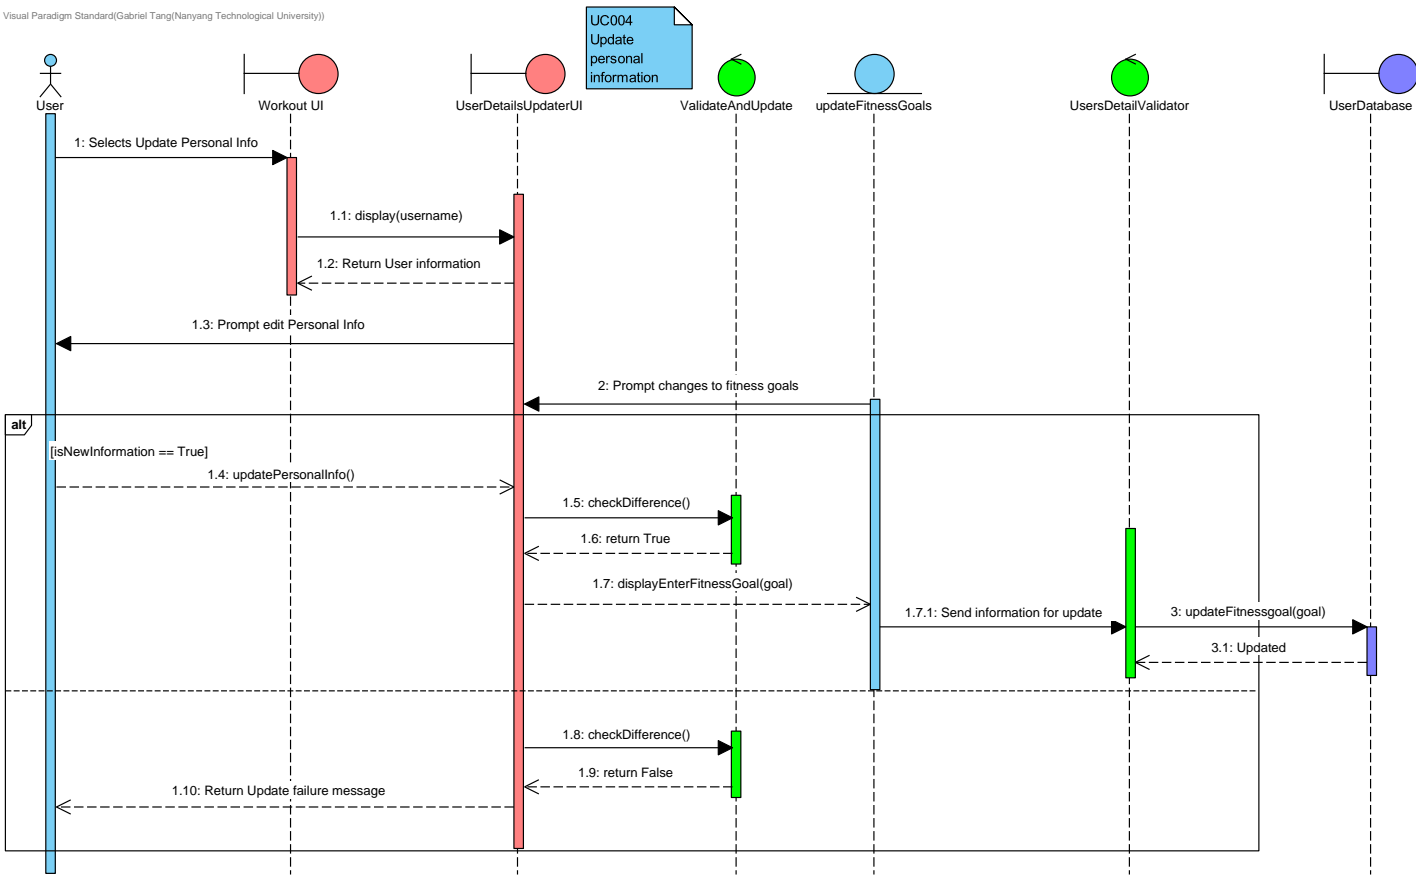 Visual Paradigm Standard(Gabriel Tang(Nanyang Technological University))
UC004
Update
personal
information
User
Workout UI
UserDetailsUpdaterUI
ValidateAndUpdate
updateFitnessGoals
UsersDetailValidator
UserDatabase
1: Selects Update Personal Info
1.1: display(username)
1.2: Return User information
1.3: Prompt edit Personal Info
2: Prompt changes to fitness goals
alt
[isNewInformation == True]
1.4: updatePersonalInfo()
1.5: checkDifference()
1.6: return True
1.7: displayEnterFitnessGoal(goal)
1.7.1: Send information for update
3: updateFitnessgoal(goal)
3.1: Updated
1.8: checkDifference()
1.9: return False
1.10: Return Update failure message